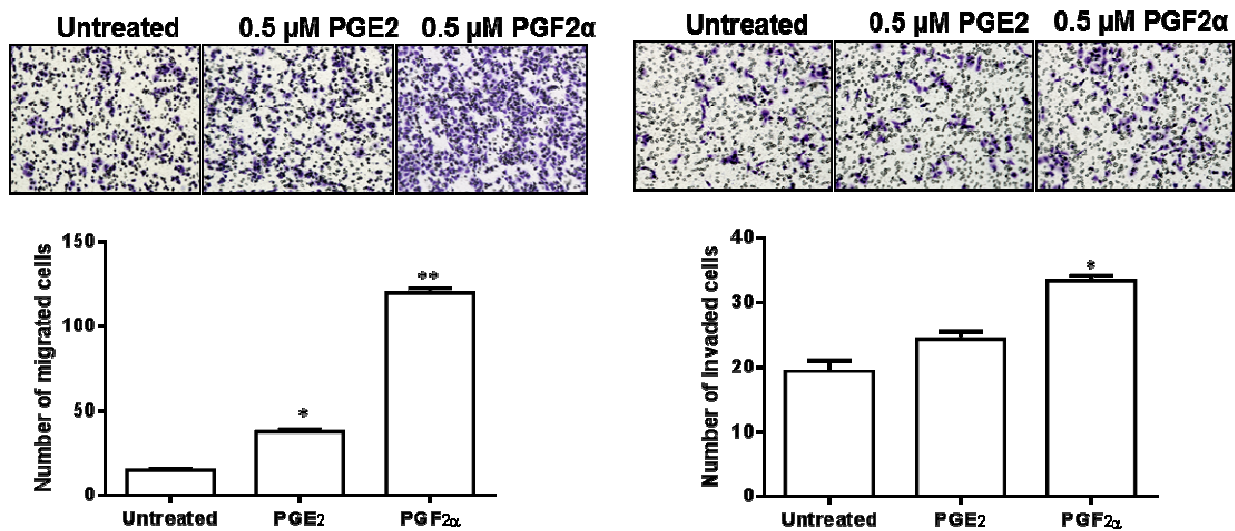 Untreated 0.5 µM PGE2 0.5 µM PGF2α
Number of migrated cells
150
100
50
0
*
**
Untreated PGE2 PGF2α
Untreated 0.5 µM PGE2 0.5 µM PGF2α
Number of Invaded cells
40
30
20
10
0
*
Untreated PGE2 PGF2α